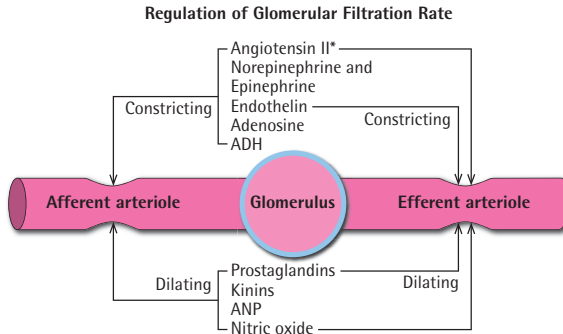 Regulation of Glomerular Filtration Rate
Angiotensin II*
Norepinephrine and
Epinephrine
Constricting
Endothelin
Constricting
Adenosine
ADH
Afferent arteriole
Glomerulus
Efferent arteriole
Prostaglandins
Dilating
Dilating
Kinins
ANP
Nitric oxide